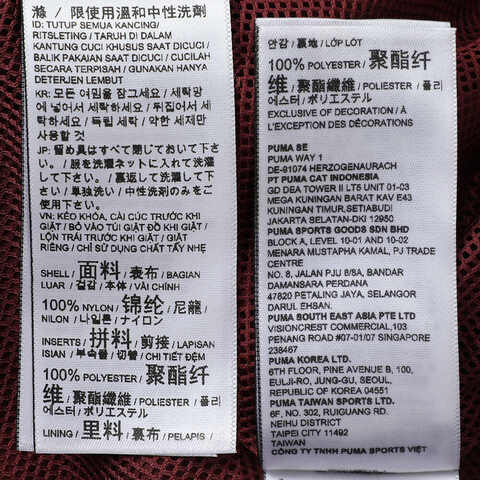 滌 / 限使用溫和中性洗劑
ID: TUTUP SEMUA KANCING/
RITSLETING / TARUH DI DALAM
KANTUNG CUCI KHUSUS SAAT DICUCI /
BALIK PAKAIAN SAAT DICUCI / CUCILAH
SECARA TERPISAH / GUNAKAN HANYA
DETERJEN LEMBUT
KR: 모든 여밈을 잠그세요 / 세탁망
에 넣어서 세탁하세요 / 뒤집어서 세
탁하세요 / 독립 세탁 / 약한 세제만
사용할 것
JP: 留め具はすべて閉じておいて下さ
い。 / 服を洗濯ネットに入れて洗濯
して下さい。 / 裏返して洗濯して下さ
い / 単独洗い / 中性洗剤のみをご
使用下さい。
VN: KÉO KHÓA, CÀI CÚC TRƯỚC KHI
GIẶT / BỎ VÀO TÚI GIẶT ĐỒ KHI GIẶT /
LỘN TRÁI TRƯỚC KHI GIẶT / GIẶT
RIÊNG / CHỈ SỬ DỤNG CHẤT TẨY NHẸ
SHELL / 面料 / 表布 / BAGIAN
LUAR / 겉감 / 本体 / VẢI CHÍNH
100% NYLON / 锦纶 / 尼龍 /
NILON / 나일론 / ナイロン
INSERTS / 拼料 / 剪接 / LAPISAN
ISIAN / 부속물 / 切替 / CHI TIẾT ĐỆM
100% POLYESTER / 聚酯纤
维 / 聚酯纖維 / POLIESTER / 폴리
에스터 / ポリエステル
LINING / 里料 / 裏布 / PELAPIS /
안감 / 裏地 / LỚP LÓT
100% POLYESTER / 聚酯纤
维 / 聚酯纖維 / POLIESTER / 폴리
에스터 / ポリエステル
EXCLUSIVE OF DECORATION / À
L'EXCEPTION DES DÉCORATIONS
PUMA SE
PUMA WAY 1
DE-91074 HERZOGENAURACH
PT PUMA CAT INDONESIA
GD DEA TOWER II LT5 UNIT 01-03
MEGA KUNINGAN BARAT KAV E43
KUNINGAN TIMUR,SETIABUDI
JAKARTA SELATAN-DKI 12950
PUMA SPORTS GOODS SDN BHD
BLOCK A, LEVEL 10-01 AND 10-02
MENARA MUSTAPHA KAMAL, PJ TRADE
CENTRE
NO. 8, JALAN PJU 8/8A, BANDAR
DAMANSARA PERDANA
47820 PETALING JAYA, SELANGOR
DARUL EHSAN.
PUMA SOUTH EAST ASIA PTE LTD
VISIONCREST COMMERCIAL,103
PENANG ROAD #07-01/07 SINGAPORE
238467
PUMA KOREA LTD.
6TH FLOOR, PINE AVENUE B, 100,
EULJI-RO, JUNG-GU, SEOUL,
REPUBLIC OF KOREA 04551
PUMA TAIWAN SPORTS LTD.
6F, NO. 302, RUIGUANG RD.
NEIHU DISTRICT
TAIPEI CITY 11492
TAIWAN
CÔNG TY TNHH PUMA SPORTS VIỆT